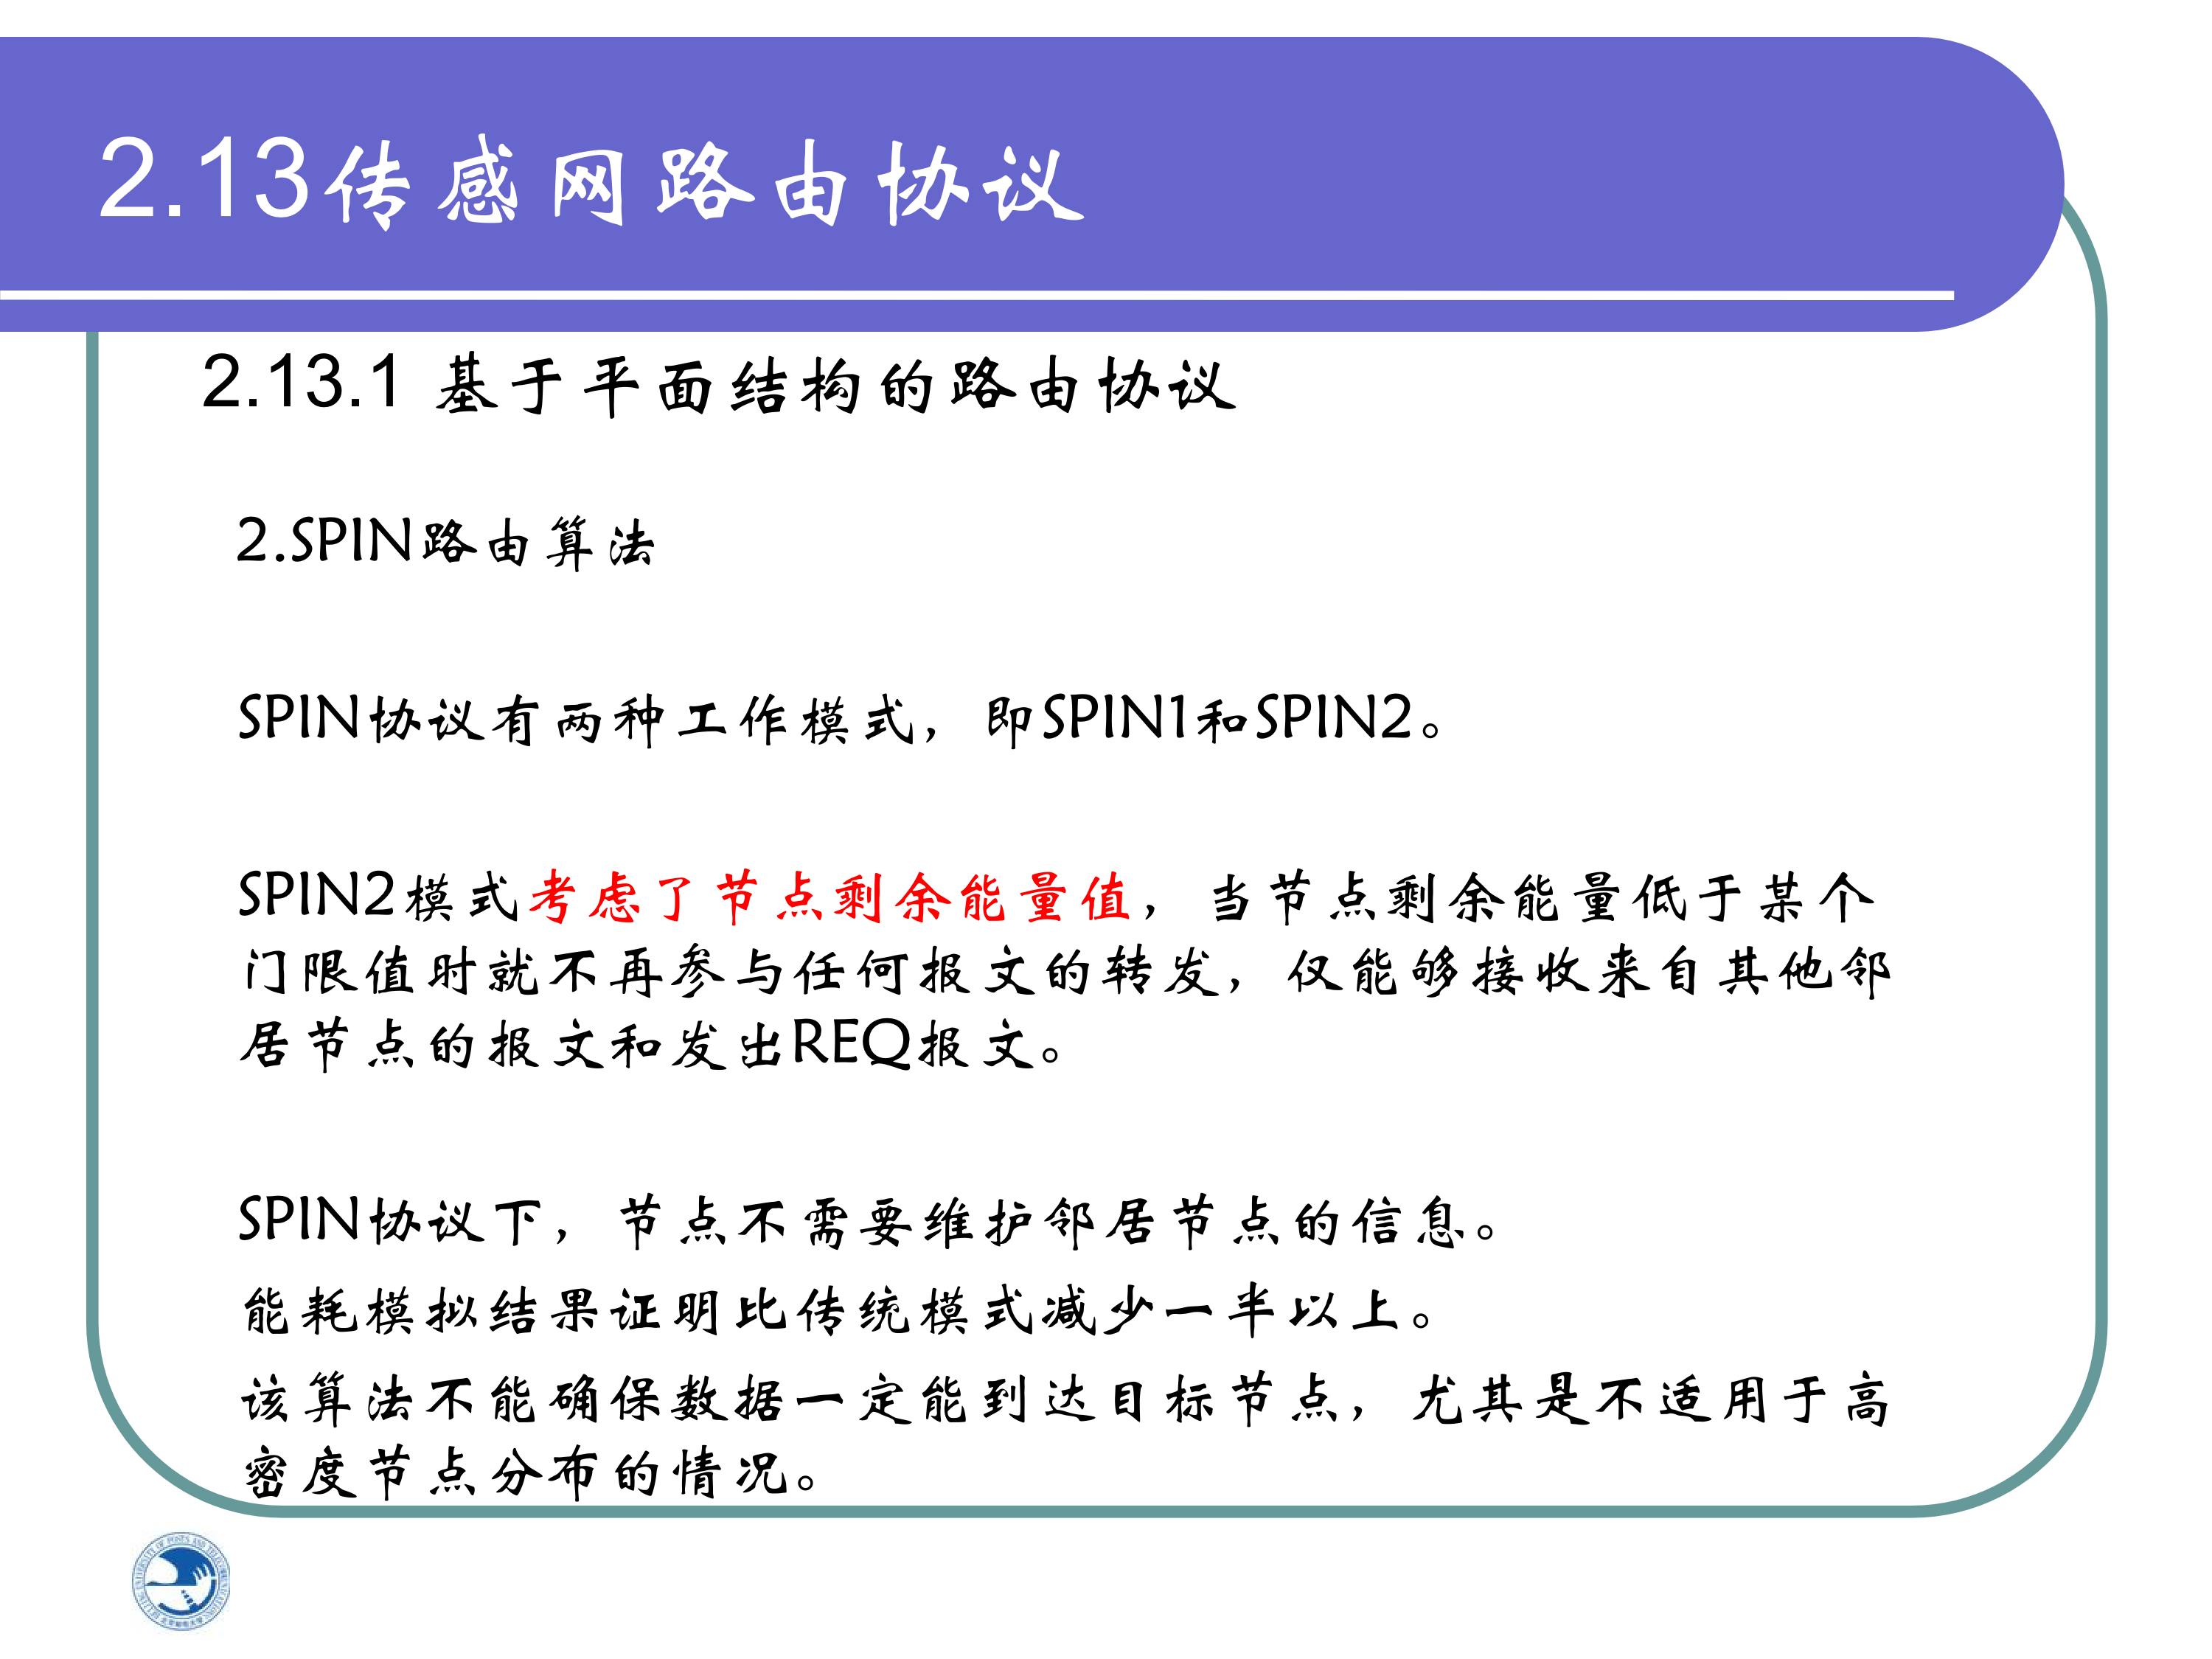 2.13传感网路由协议
2.13.1 基于平面结构的路由协议
2.SPIN路由算法
SPIN协议有两种工作模式，即SPIN1和SPIN2。
SPIN2模式考虑了节点剩余能量值，当节点剩余能量低于某个
门限值时就不再参与任何报文的转发，仅能够接收来自其他邻
居节点的报文和发出REQ报文。
SPIN协议下，节点不需要维护邻居节点的信息。
能耗模拟结果证明比传统模式减少一半以上。
该算法不能确保数据一定能到达目标节点，尤其是不适用于高
密度节点分布的情况。